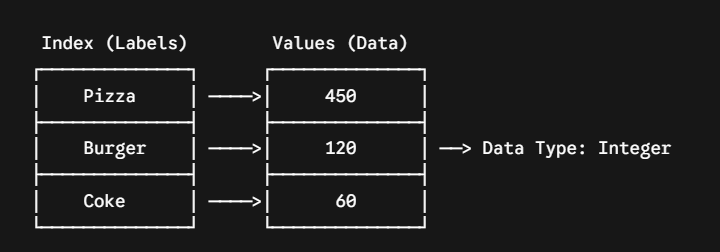 Index (Labels) Values (Data)
Pizza ────> 450
Burger ────> 120 ──> Data Type: Integer
Coke ────> 60